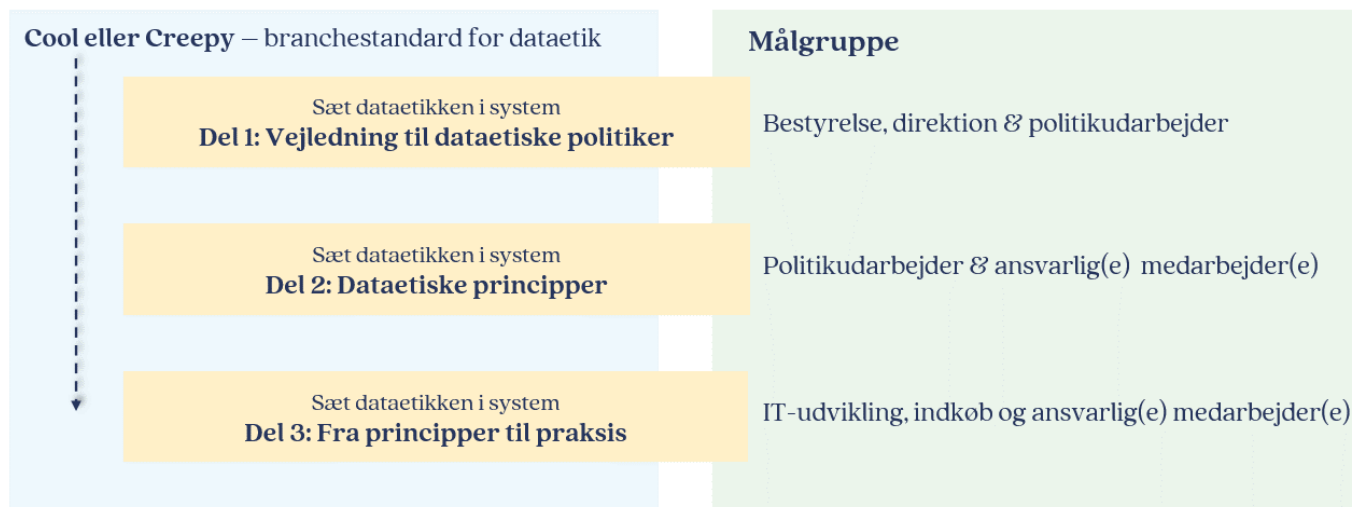 Cool eller Creepy – branchestandard for dataetik
Målgruppe
Sæt dataetikken i system
Del 1: Vejledning til dataetiske politiker
Bestyrelse, direktion & politikudarbejder
Sæt dataetikken i system
Del 2: Dataetiske principper
Politikudarbejder & ansvarlig(e) medarbejder(e)
Sæt dataetikken i system
Del 3: Fra principper til praksis
IT-udvikling, indkøb og ansvarlig(e) medarbejder(e)